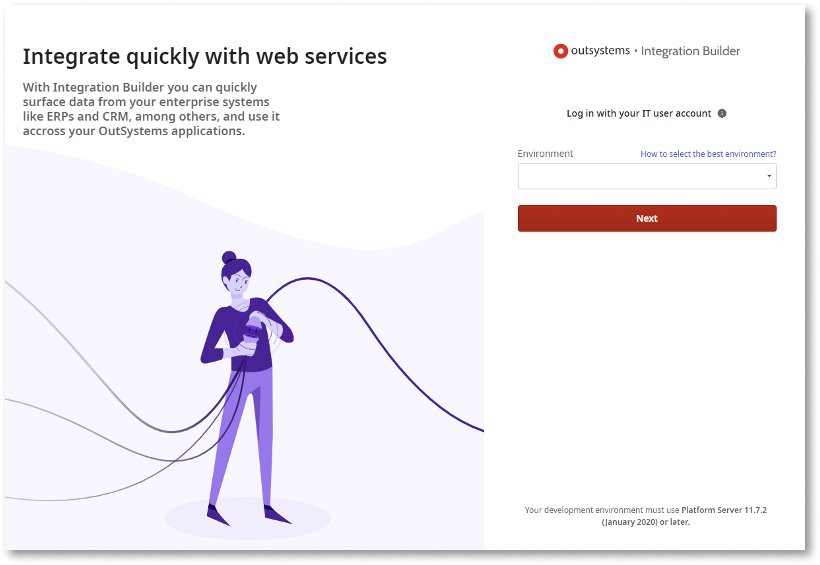 Integrate quickly with web services
With Integration Builder you can quickly
surface data from your enterprise systems
like ERPs and CRM, among others, and use it
accross your OutSystems applications.
outsystems · Integration Builder
Log in with your IT user account
Environment How to select the best environment?
Next
Your development environment must use Platform Server 11.7.2
(January 2020) or later.